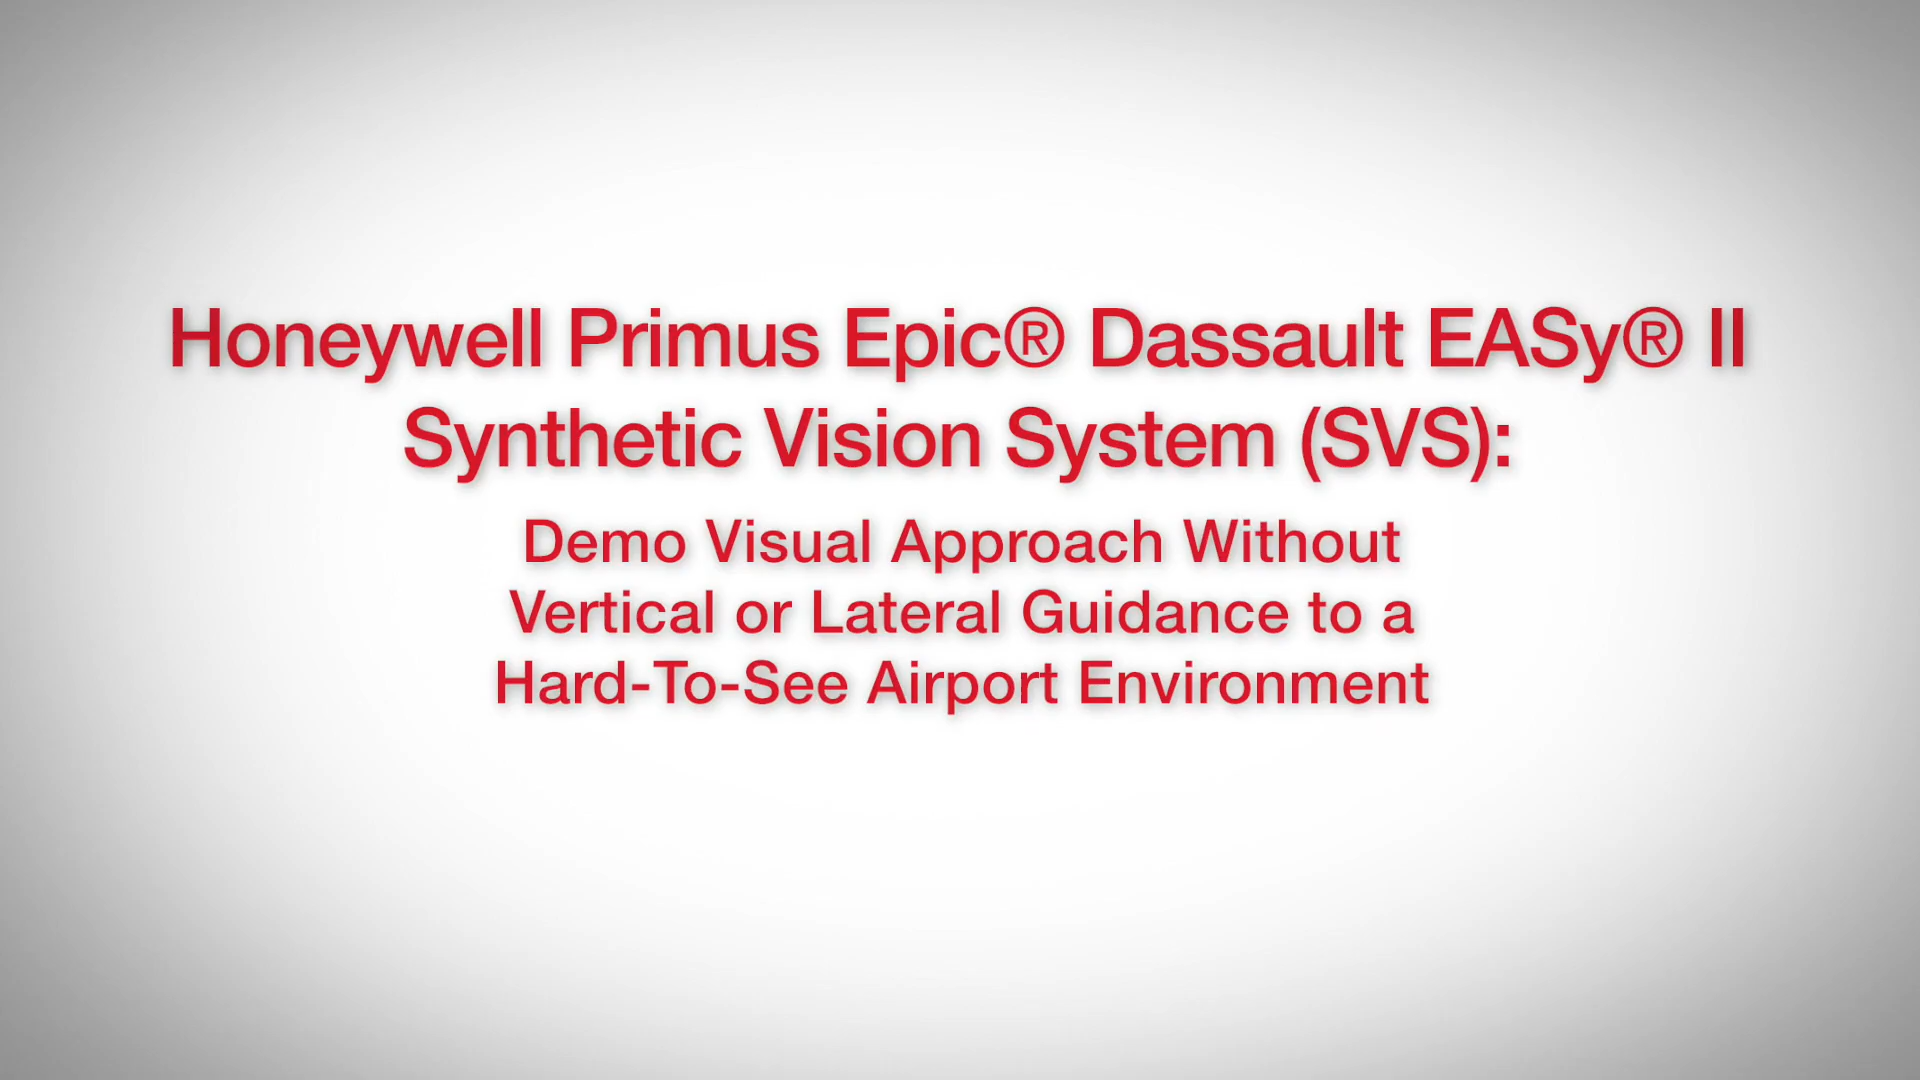 Honeywell Primus Epic® Dassault EASy® II
Synthetic Vision System (SVS):
Demo Visual Approach Without
Vertical or Lateral Guidance to a
Hard-To-See Airport Environment